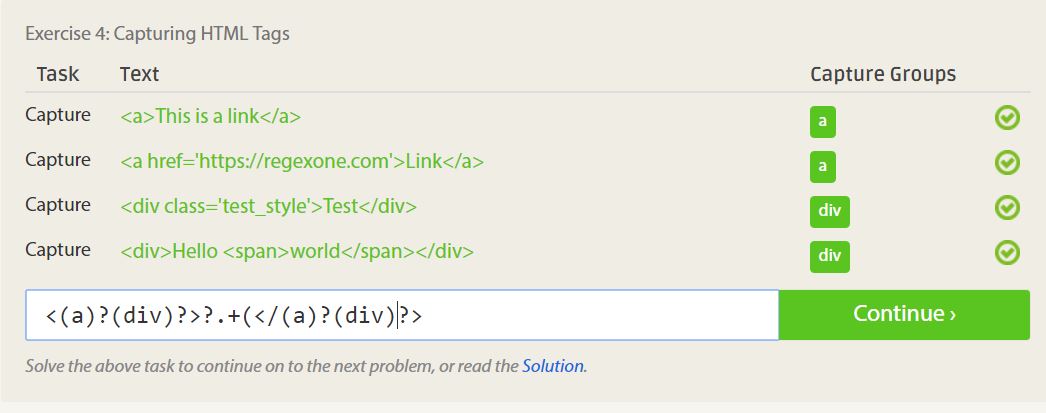 Exercise 4: Capturing HTML Tags
Task Text Capture Groups
Capture <a>This is a link</a> a
Capture <a href='https://regexone.com'>Link</a> a
Capture <div class='test_style'>Test</div> div
Capture <div>Hello <span>world</span></div> div
<(a)?(div)?>?.+(</(a)?(div)?> Continue ›
Solve the above task to continue on to the next problem, or read the Solution.